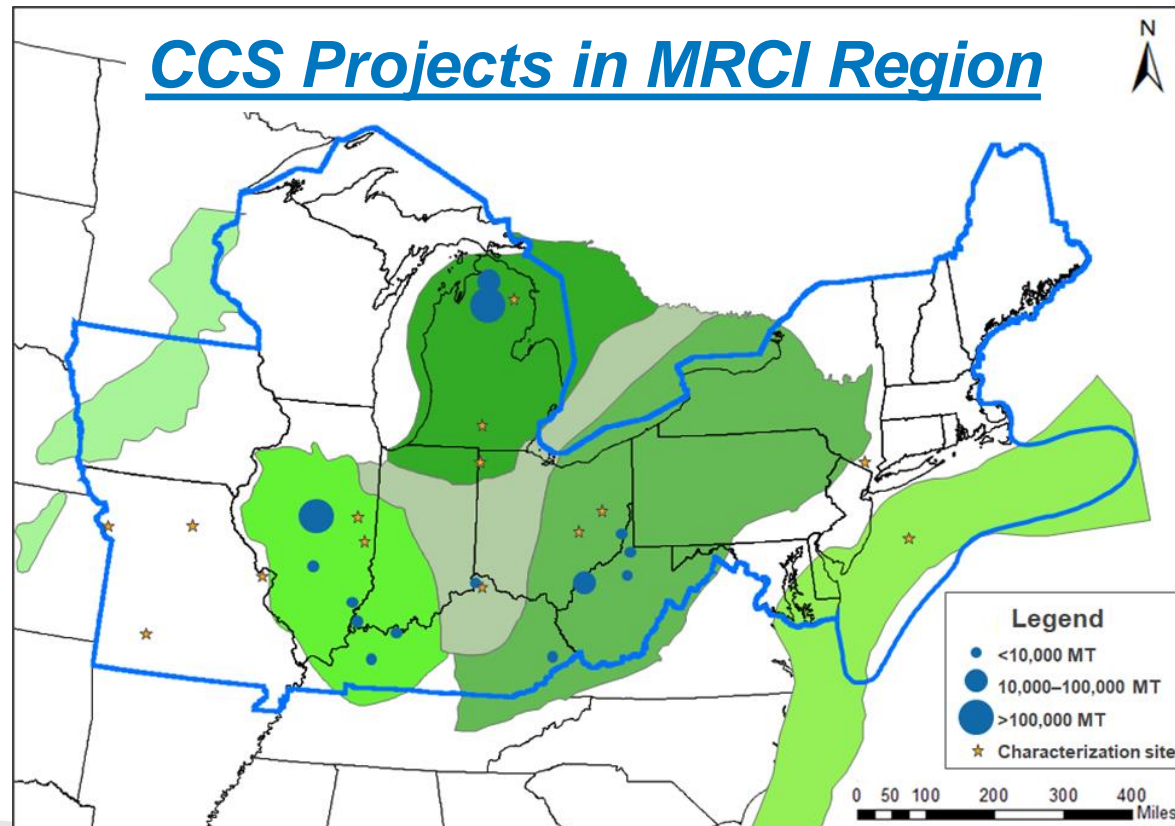 CCS Projects in MRCI Region
N
Legend
<10,000 MT
10,000–100,000 MT
>100,000 MT
Characterization site
0 50 100 200 300 400
Miles